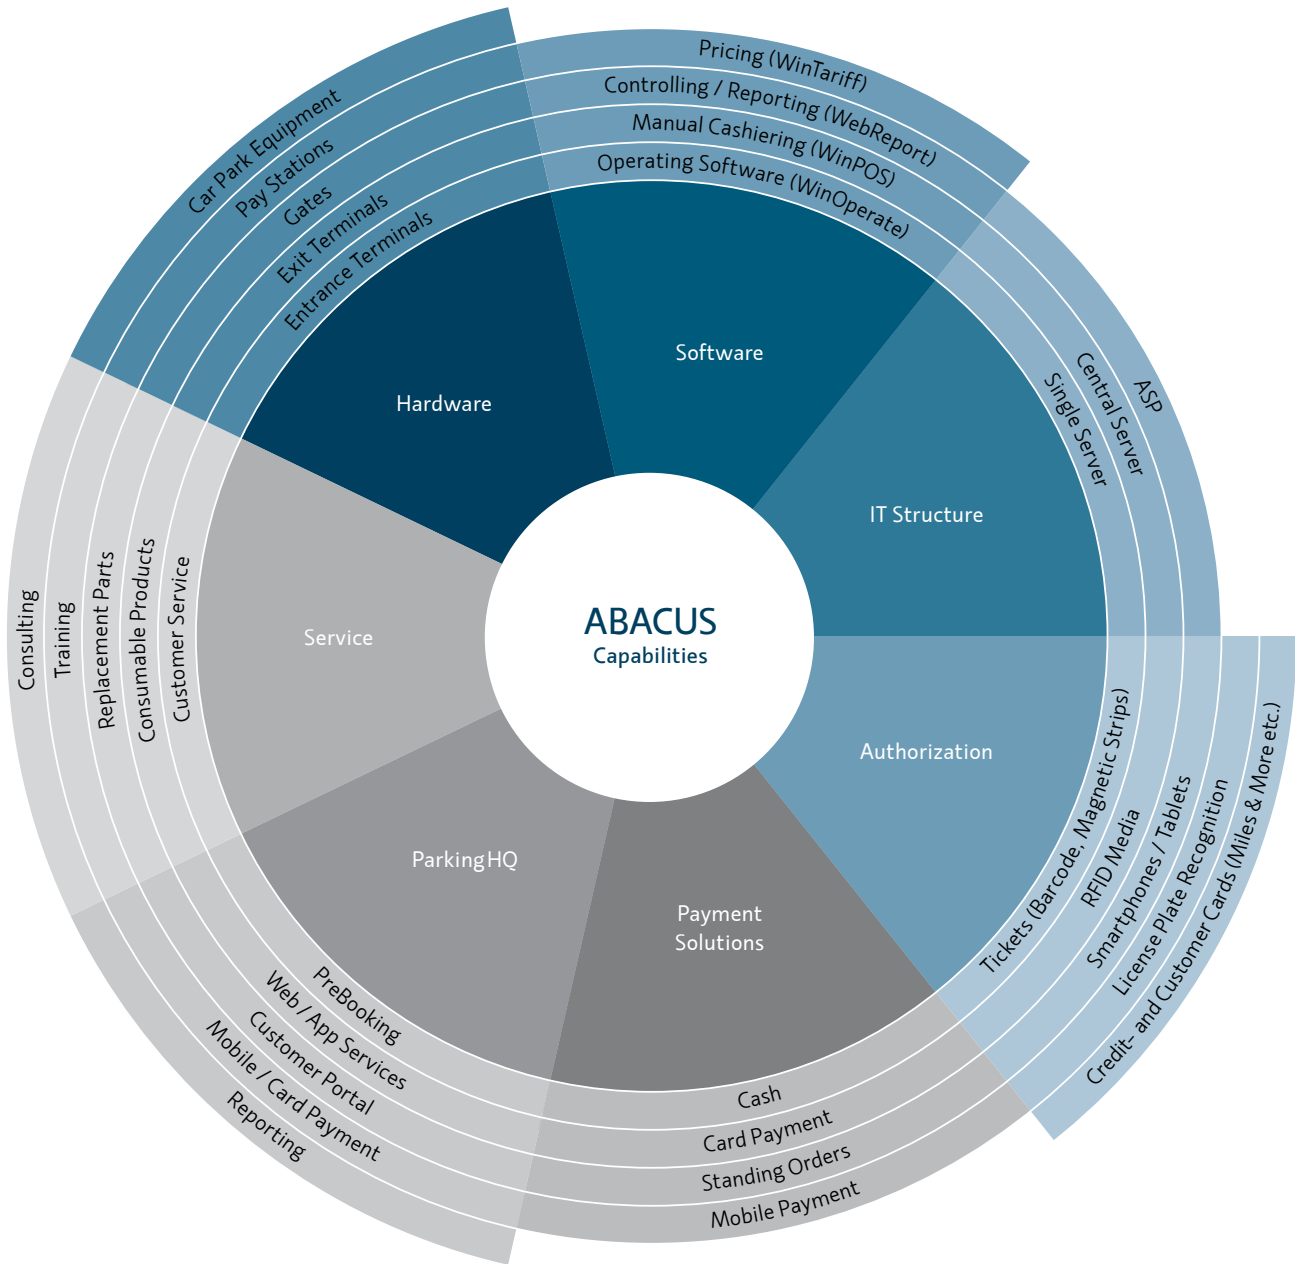 ABACUS
Capabilities
Hardware
Car Park Equipment
Pay Stations
Gates
Exit Terminals
Entrance Terminals
Software
Pricing (WinTariff)
Controlling / Reporting (WebReport)
Manual Cashiering (WinPOS)
Operating Software (WinOperate)
IT Structure
ASP
Central Server
Single Server
Authorization
Tickets (Barcode, Magnetic Strips)
RFID Media
Smartphones / Tablets
License Plate Recognition
Credit- and Customer Cards (Miles & More etc.)
Payment
Solutions
Cash
Card Payment
Standing Orders
Mobile Payment
ParkingHQ
PreBooking
Web / App Services
Customer Portal
Mobile / Card Payment
Reporting
Service
Consulting
Training
Replacement Parts
Consumable Products
Customer Service